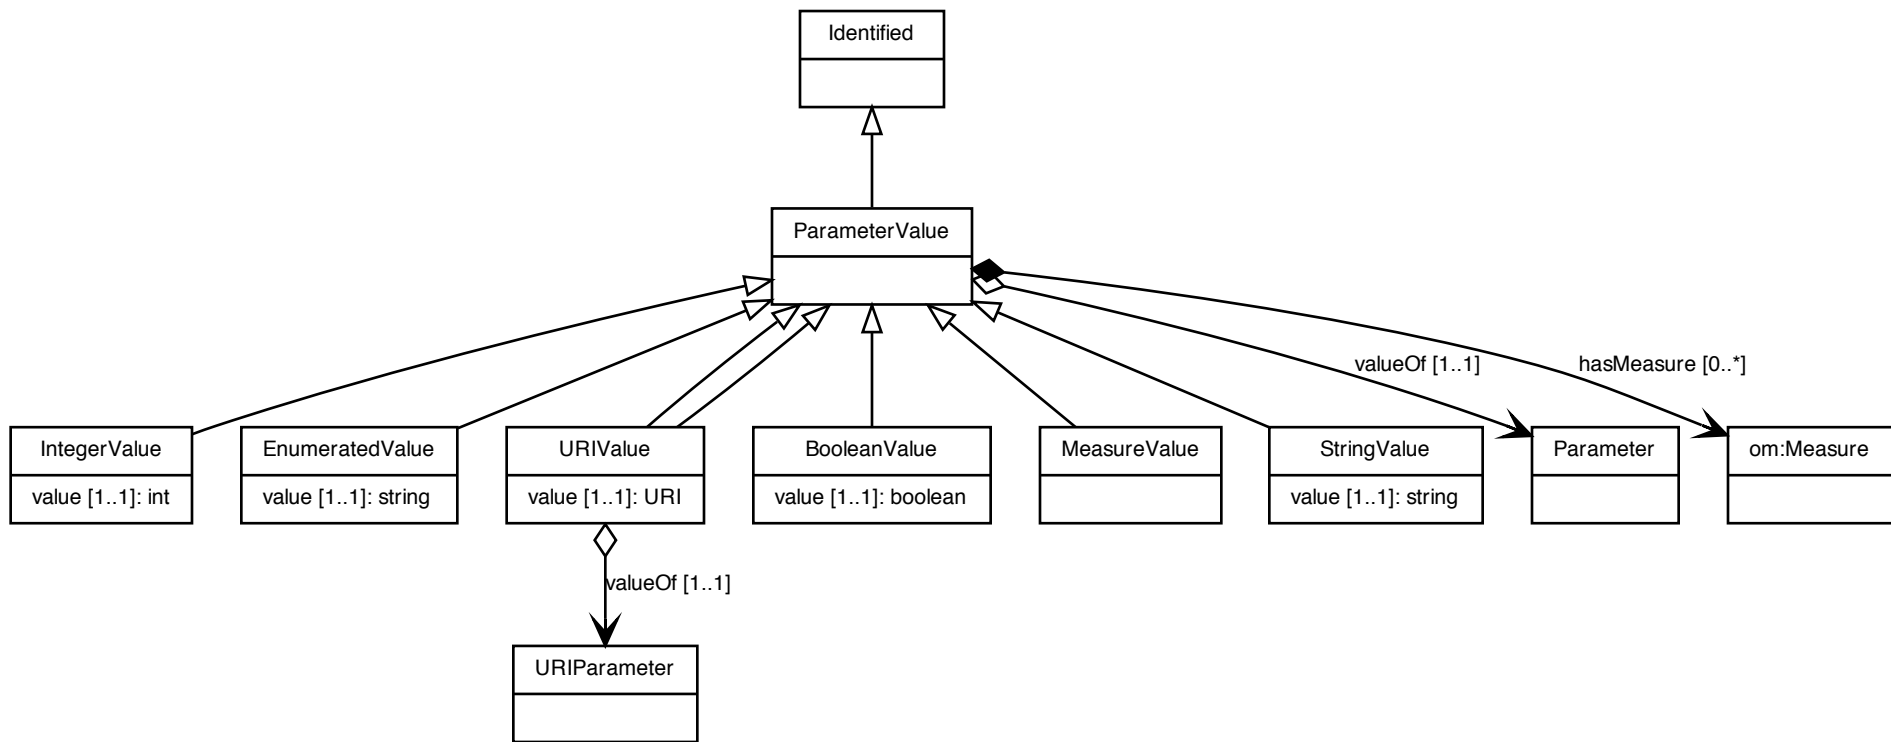 Identified
ParameterValue
valueOf [1..1]
hasMeasure [0..*]
IntegerValue
value [1..1]: int
EnumeratedValue
value [1..1]: string
URIValue
value [1..1]: URI
BooleanValue
value [1..1]: boolean
MeasureValue
StringValue
value [1..1]: string
Parameter
om:Measure
valueOf [1..1]
URIParameter